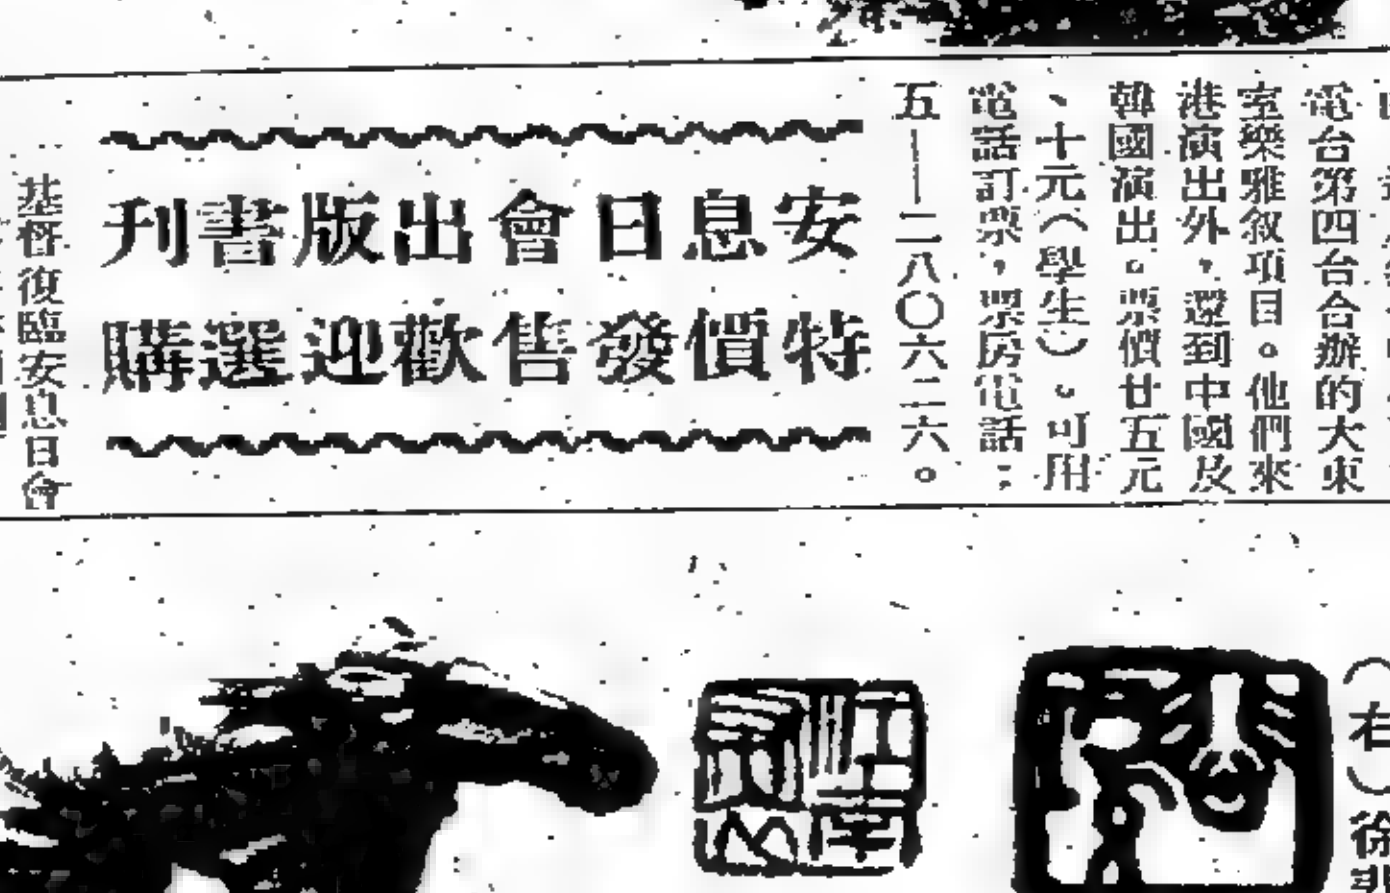 電台第四台合辦的大東
室樂雅叙項目。他們來
港演出外，還到中國及
韓國演出。票價廿五元
、十元（學生）。可用
電話訂票，票房電話：
五──二八〇六二六。
安息日會出版書刊
特價發售歡迎選購
基督復臨安息日會
（右）徐